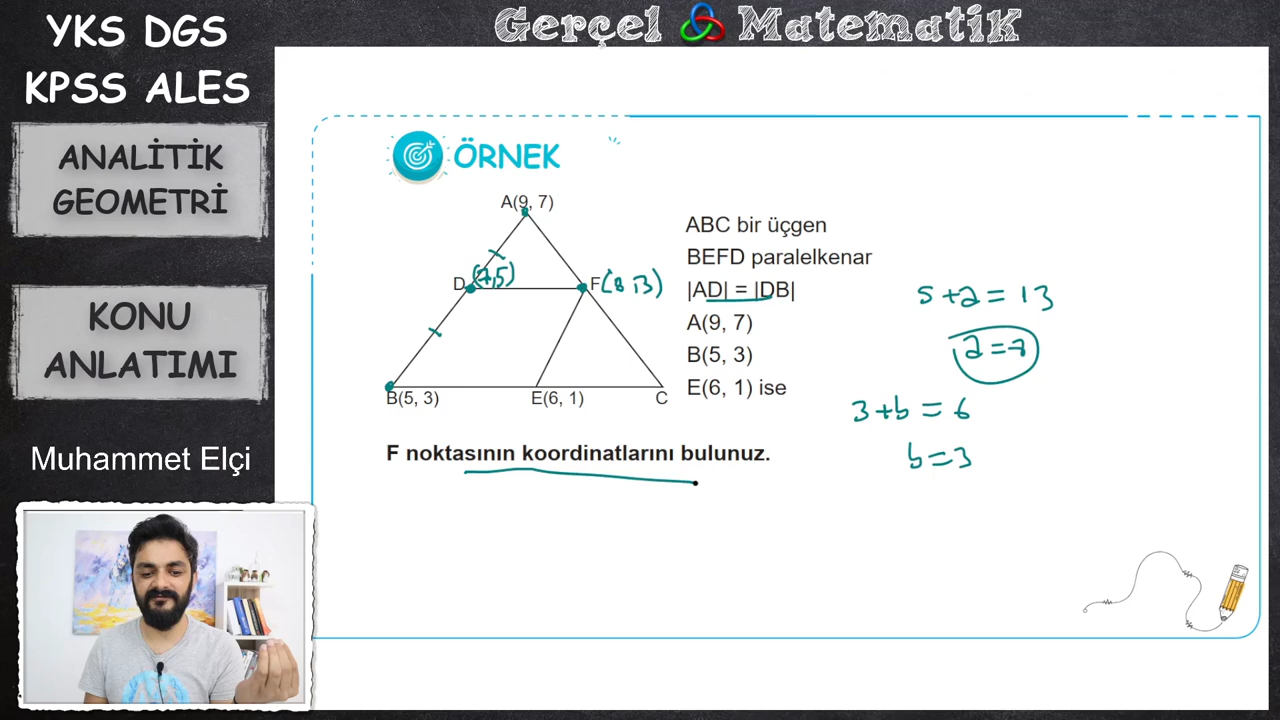 YKS DGS
KPSS ALES
ANALİTİK
GEOMETRİ
KONU
ANLATIMI
Muhammet Elçi
Gerçel Matematik
ÖRNEK
A(9, 7)
D (7,5)
F (8,3)
B(5, 3)
E(6, 1)
C
ABC bir üçgen
BEFD paralelkenar
|AD| = |DB|
A(9, 7)
B(5, 3)
E(6, 1) ise
F noktasının koordinatlarını bulunuz.
5+a=13
a=8
3+b=6
b=3